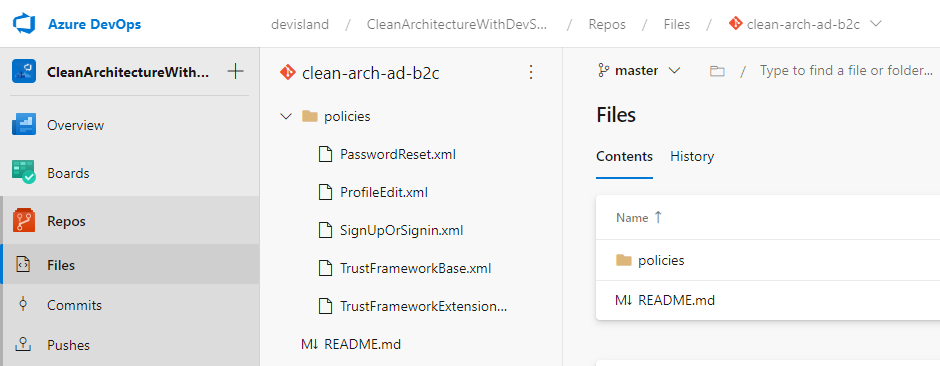 Azure DevOps
devisland / CleanArchitectureWithDevS... / Repos / Files / clean-arch-ad-b2c
CleanArchitectureWith... +
Overview
Boards
Repos
Files
Commits
Pushes
clean-arch-ad-b2c
policies
PasswordReset.xml
ProfileEdit.xml
SignUpOrSignin.xml
TrustFrameworkBase.xml
TrustFrameworkExtension...
M↓ README.md
master / Type to find a file or folder...
Files
Contents History
Name ↑
policies
M↓ README.md